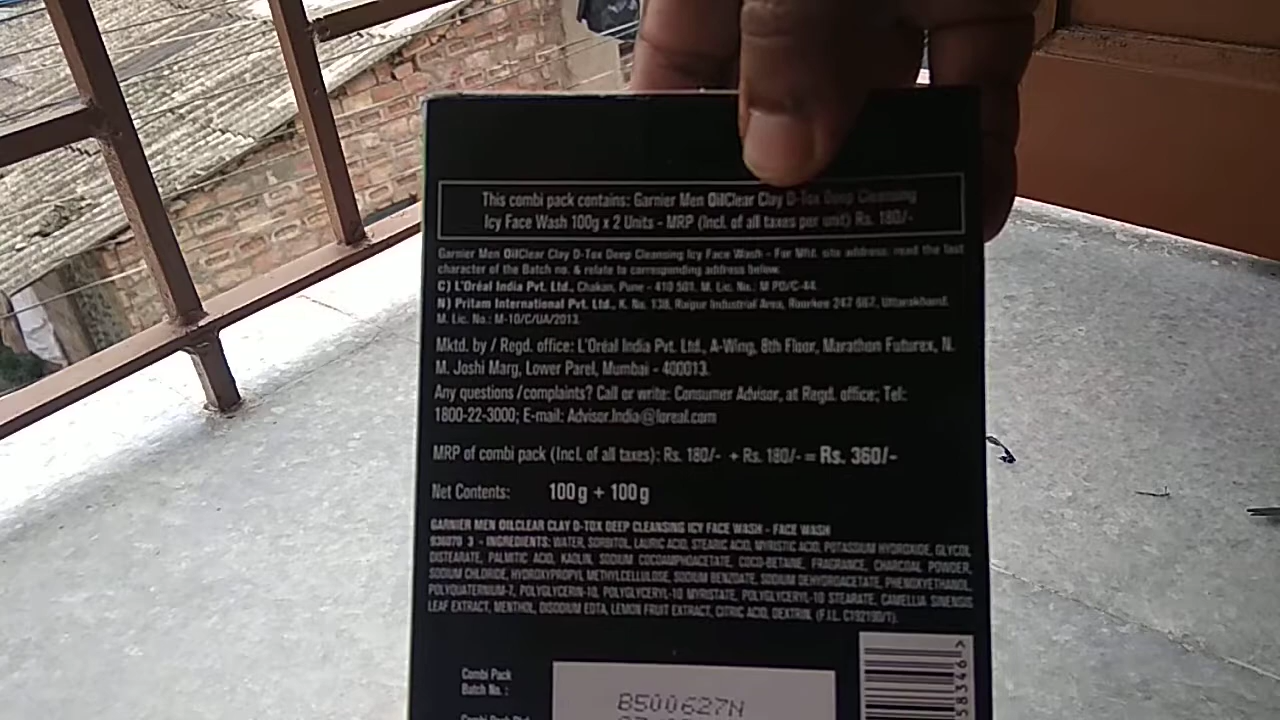 This combi pack contains: Garnier Men OilClear Clay D-Tox Deep Cleansing
Icy Face Wash 100g x 2 Units - MRP (Incl. of all taxes per unit) Rs. 180/-
Garnier Men OilClear Clay D-Tox Deep Cleansing Icy Face Wash - For Mfd. site address: read the last
character of the Batch no. & relate to corresponding address below:
C) L'Oréal India Pvt. Ltd., Chakan, Pune - 410 501. M. Lic. No.: M PD/C-44.
N) Pritam International Pvt. Ltd., K. No. 138, Raipur Industrial Area, Roorkee 247 667, Uttarakhand.
M. Lic. No.: M-10/C/UA/2013.
Mktd. by / Regd. office: L'Oréal India Pvt. Ltd., A-Wing, 8th Floor, Marathon Futurex, N.
M. Joshi Marg, Lower Parel, Mumbai - 400013.
Any questions /complaints? Call or write: Consumer Advisor, at Regd. office; Tel:
1800-22-3000; E-mail: Advisor.India@loreal.com
MRP of combi pack (Incl. of all taxes): Rs. 180/- + Rs. 180/- = Rs. 360/-
Net Contents: 100g + 100g
GARNIER MEN OILCLEAR CLAY D-TOX DEEP CLEANSING ICY FACE WASH - FACE WASH
936070 3 - INGREDIENTS: WATER, SORBITOL, LAURIC ACID, STEARIC ACID, MYRISTIC ACID, POTASSIUM HYDROXIDE, GLYCOL
DISTEARATE, PALMITIC ACID, KAOLIN, SODIUM COCOAMPHOACETATE, COCO-BETAINE, FRAGRANCE, CHARCOAL POWDER,
SODIUM CHLORIDE, HYDROXYPROPYL METHYLCELLULOSE, SODIUM BENZOATE, SODIUM DEHYDROACETATE, PHENOXYETHANOL,
POLYQUATERNIUM-7, POLYGLYCERIN-10, POLYGLYCERYL-10 MYRISTATE, POLYGLYCERYL-10 STEARATE, CAMELLIA SINENSIS
LEAF EXTRACT, MENTHOL, DISODIUM EDTA, LEMON FRUIT EXTRACT, CITRIC ACID, DEXTRIN. (F.I.L. C192190/1).
Combi Pack
Batch No. :
B500627N
58346